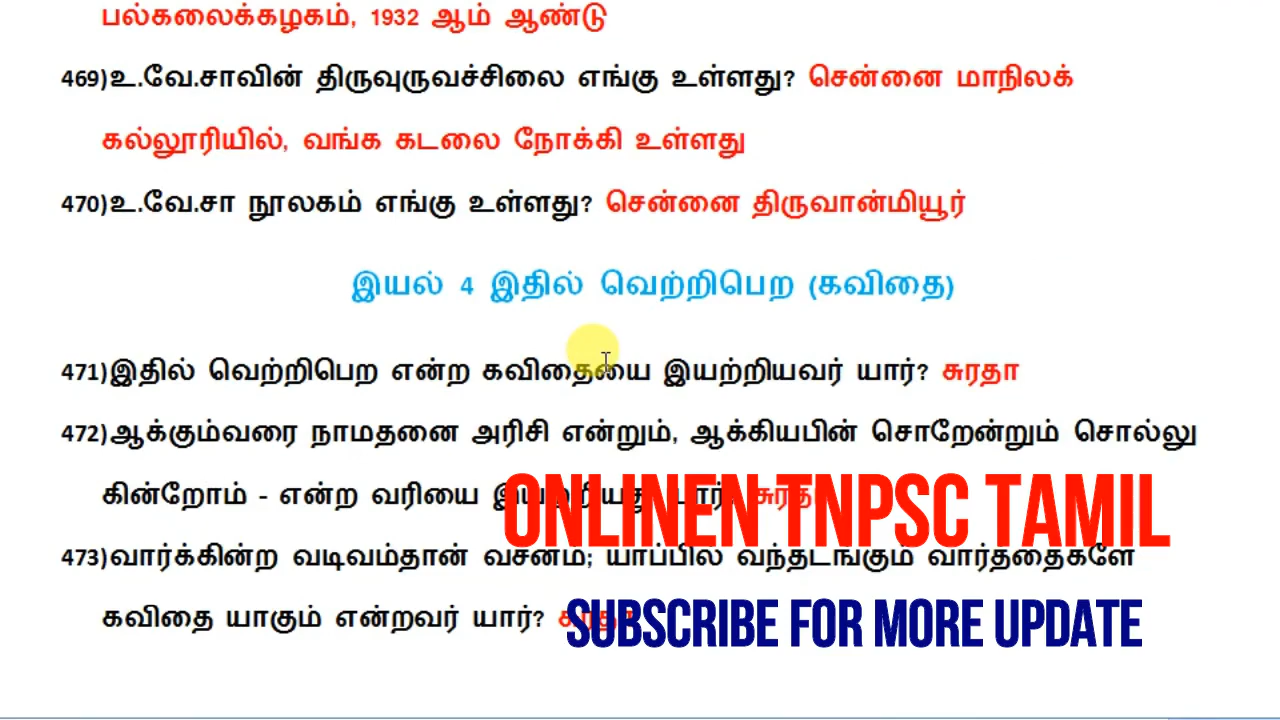 பல்கலைக்கழகம், 1932 ஆம் ஆண்டு
469)உ.வே.சாவின் திருவுருவச்சிலை எங்கு உள்ளது? சென்னை மாநிலக்
கல்லூரியில், வங்க கடலை நோக்கி உள்ளது
470)உ.வே.சா நூலகம் எங்கு உள்ளது? சென்னை திருவான்மியூர்
இயல் 4 இதில் வெற்றிபெற (கவிதை)
471)இதில் வெற்றிபெற என்ற கவிதையை இயற்றியவர் யார்? சுரதா
472)ஆக்கும்வரை நாமதனை அரிசி என்றும், ஆக்கியபின் சொறேன்றும் சொல்லு
கின்றோம் - என்ற வரியை
ONLINEN TNPSC TAMIL
473)வார்க்கின்ற வடிவம்தான் வசனம்; யாப்பில் வந்தடங்கும் வார்த்தைகளே
கவிதை யாகும் என்றவர் யார்?
SUBSCRIBE FOR MORE UPDATE